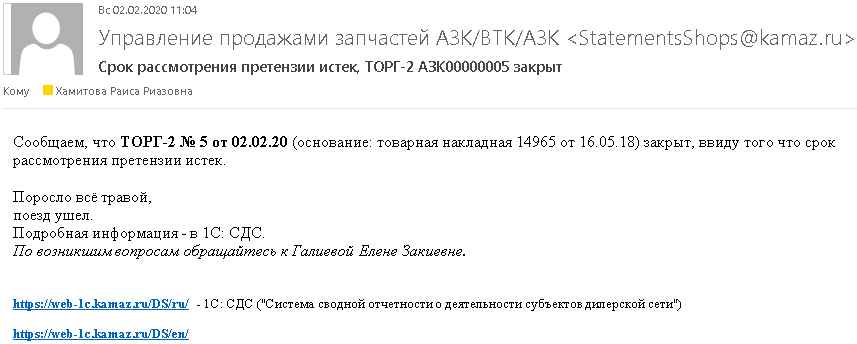 Вс 02.02.2020 11:04
Управление продажами запчастей АЗК/ВТК/АЗК <StatementsShops@kamaz.ru>
Срок рассмотрения претензии истек, ТОРГ-2 АЗК00000005 закрыт
Кому Хамитова Раиса Риазовна
Сообщаем, что ТОРГ-2 № 5 от 02.02.20 (основание: товарная накладная 14965 от 16.05.18) закрыт, ввиду того что срок
рассмотрения претензии истек.
Поросло всё травой,
поезд ушел.
Подробная информация - в 1С: СДС.
По возникшим вопросам обращайтесь к Галиевой Елене Закиевне.
https://web-1c.kamaz.ru/DS/ru/ - 1С: СДС ("Система сводной отчетности о деятельности субъектов дилерской сети")
https://web-1c.kamaz.ru/DS/en/